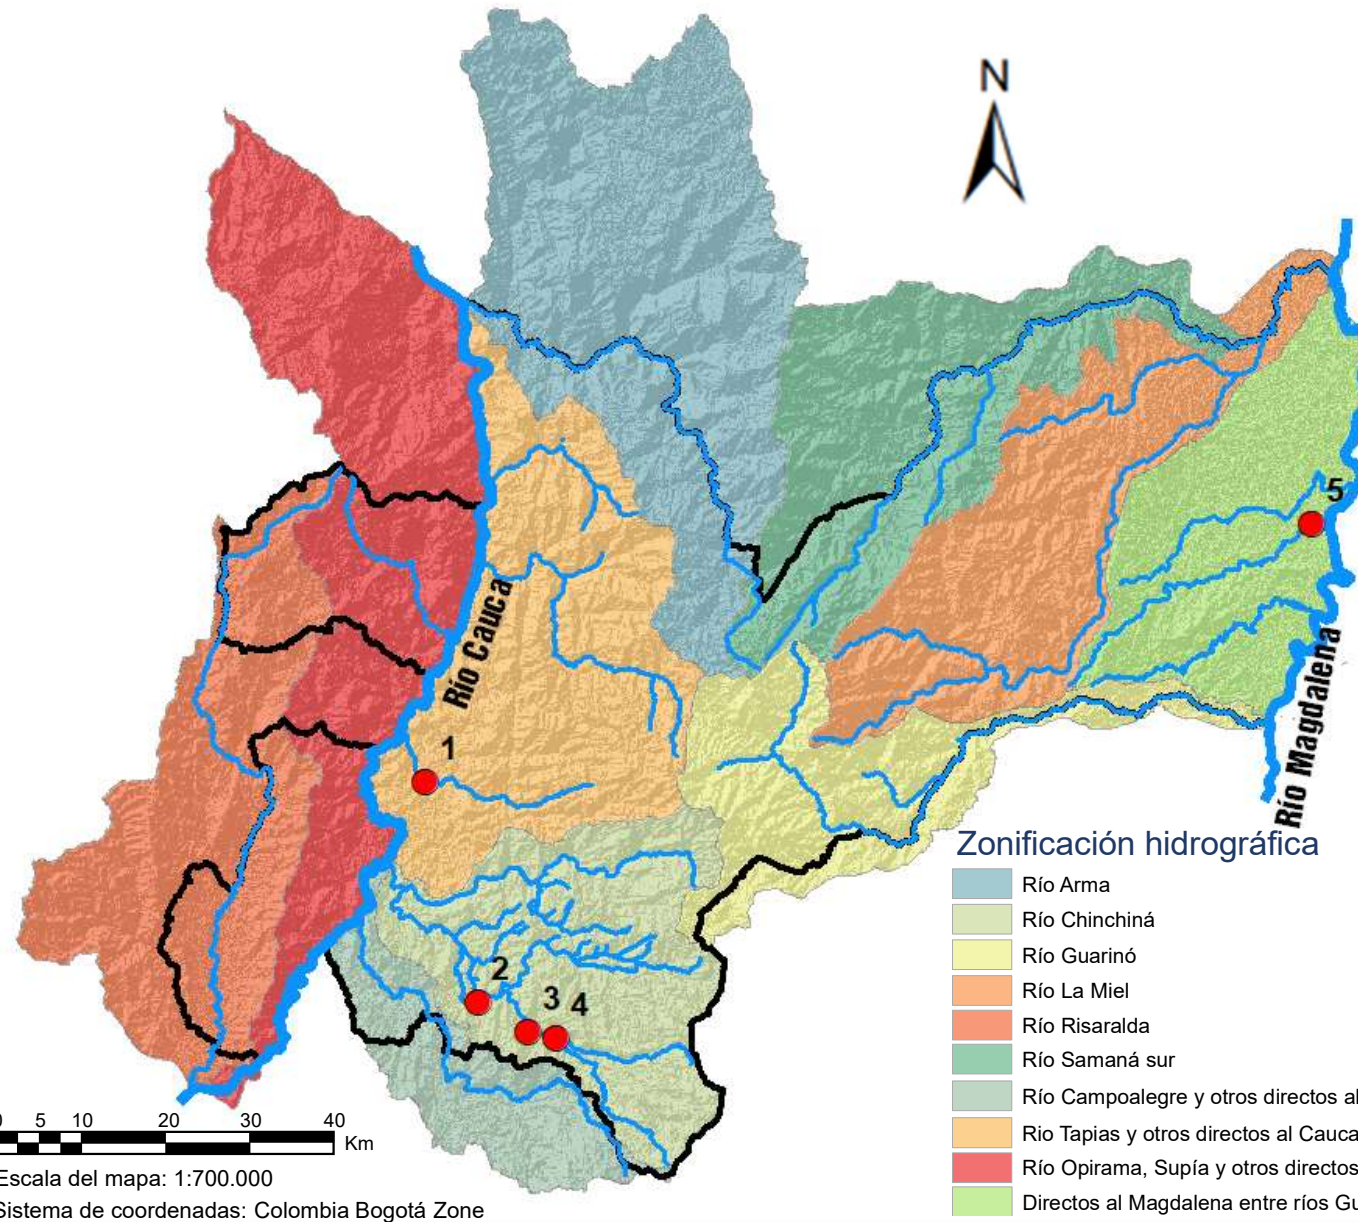 N
5
Río Cauca
Río Magdalena
1
2
3
4
Zonificación hidrográfica
Río Arma
Río Chinchiná
Río Guarinó
Río La Miel
Río Risaralda
Río Samaná sur
Río Campoalegre y otros directos al
Rio Tapias y otros directos al Cauca
Río Opirama, Supía y otros directos
Directos al Magdalena entre ríos Gu
0 5 10 20 30 40
Km
Escala del mapa: 1:700.000
Sistema de coordenadas: Colombia Bogotá Zone